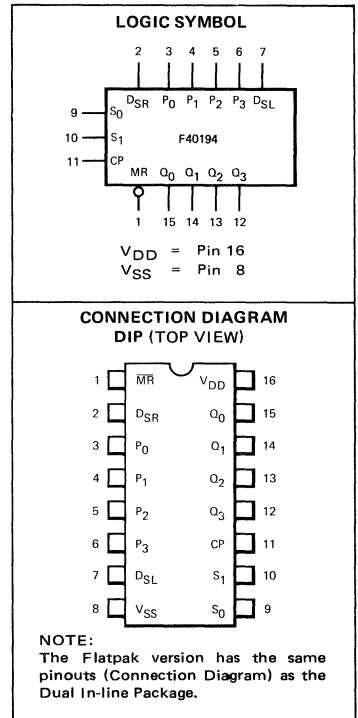 LOGIC SYMBOL
2 3 4 5 6 7
DSR P0 P1 P2 P3 DSL
9 S0
10 S1 F40194
11 CP
MR Q0 Q1 Q2 Q3
1 15 14 13 12
VDD = Pin 16
VSS = Pin 8
CONNECTION DIAGRAM
DIP (TOP VIEW)
1 MR VDD 16
2 DSR Q0 15
3 P0 Q1 14
4 P1 Q2 13
5 P2 Q3 12
6 P3 CP 11
7 DSL S1 10
8 VSS S0 9
NOTE:
The Flatpak version has the same
pinouts (Connection Diagram) as the
Dual In-line Package.